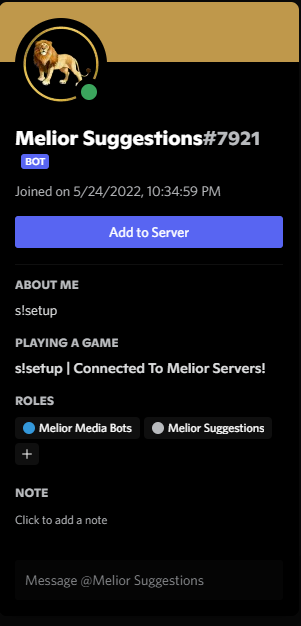 Melior Suggestions#7921
BOT
Joined on 5/24/2022, 10:34:59 PM
Add to Server
ABOUT ME
s!setup
PLAYING A GAME
s!setup | Connected To Melior Servers!
ROLES
Melior Media Bots Melior Suggestions
+
NOTE
Click to add a note
Message @Melior Suggestions